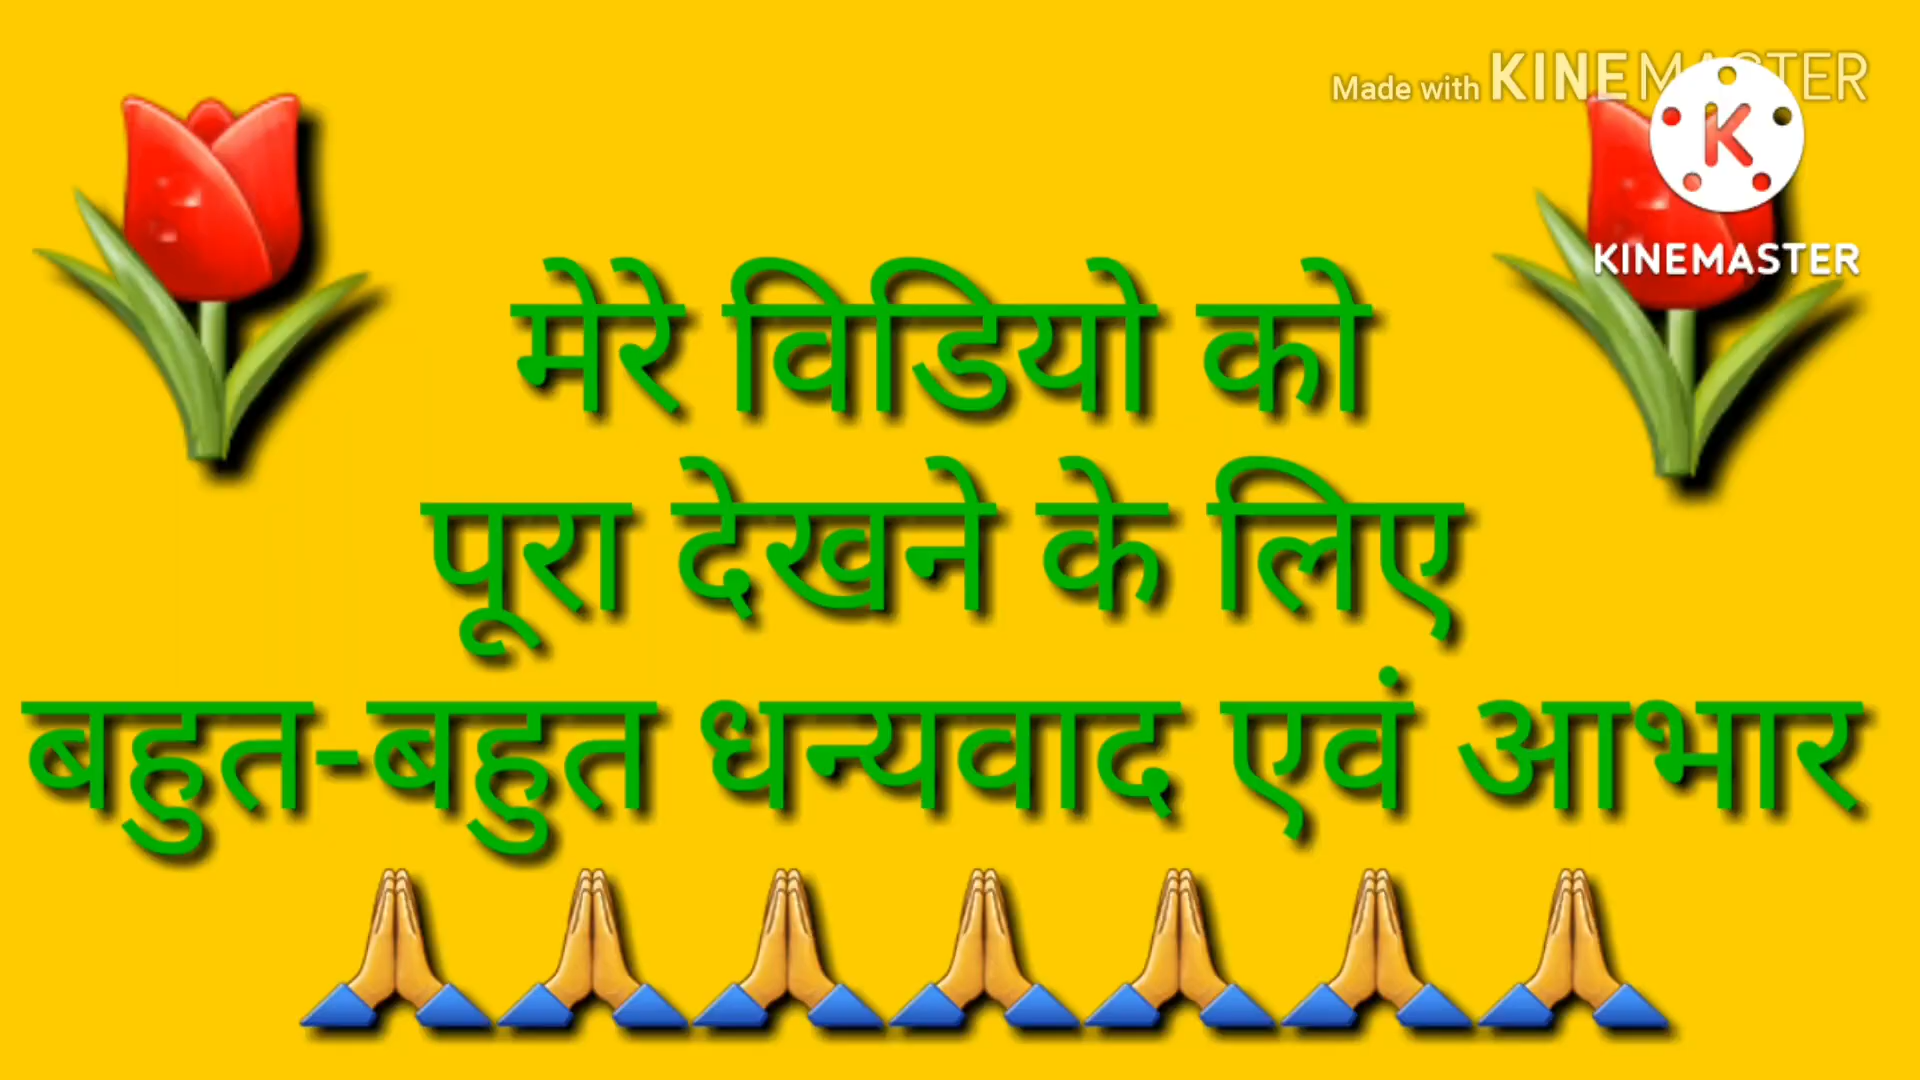 Made with KINEMASTER
K
KINEMASTER
मेरे विडियो को
पूरा देखने के लिए
बहुत-बहुत धन्यवाद एवं आभार